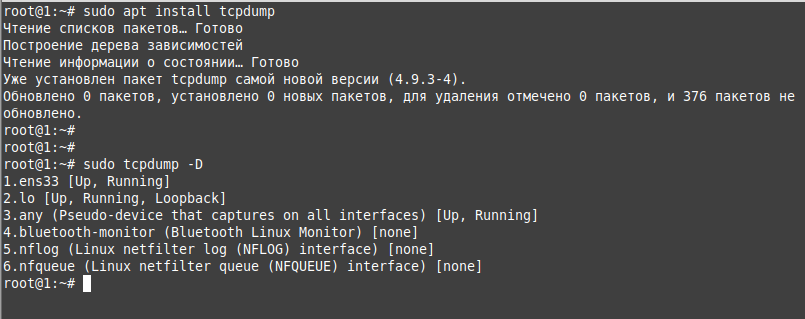 root@1:~# sudo apt install tcpdump
Чтение списков пакетов… Готово
Построение дерева зависимостей
Чтение информации о состоянии… Готово
Уже установлен пакет tcpdump самой новой версии (4.9.3-4).
Обновлено 0 пакетов, установлено 0 новых пакетов, для удаления отмечено 0 пакетов, и 376 пакетов не
обновлено.
root@1:~#
root@1:~#
root@1:~# sudo tcpdump -D
1.ens33 [Up, Running]
2.lo [Up, Running, Loopback]
3.any (Pseudo-device that captures on all interfaces) [Up, Running]
4.bluetooth-monitor (Bluetooth Linux Monitor) [none]
5.nflog (Linux netfilter log (NFLOG) interface) [none]
6.nfqueue (Linux netfilter queue (NFQUEUE) interface) [none]
root@1:~#